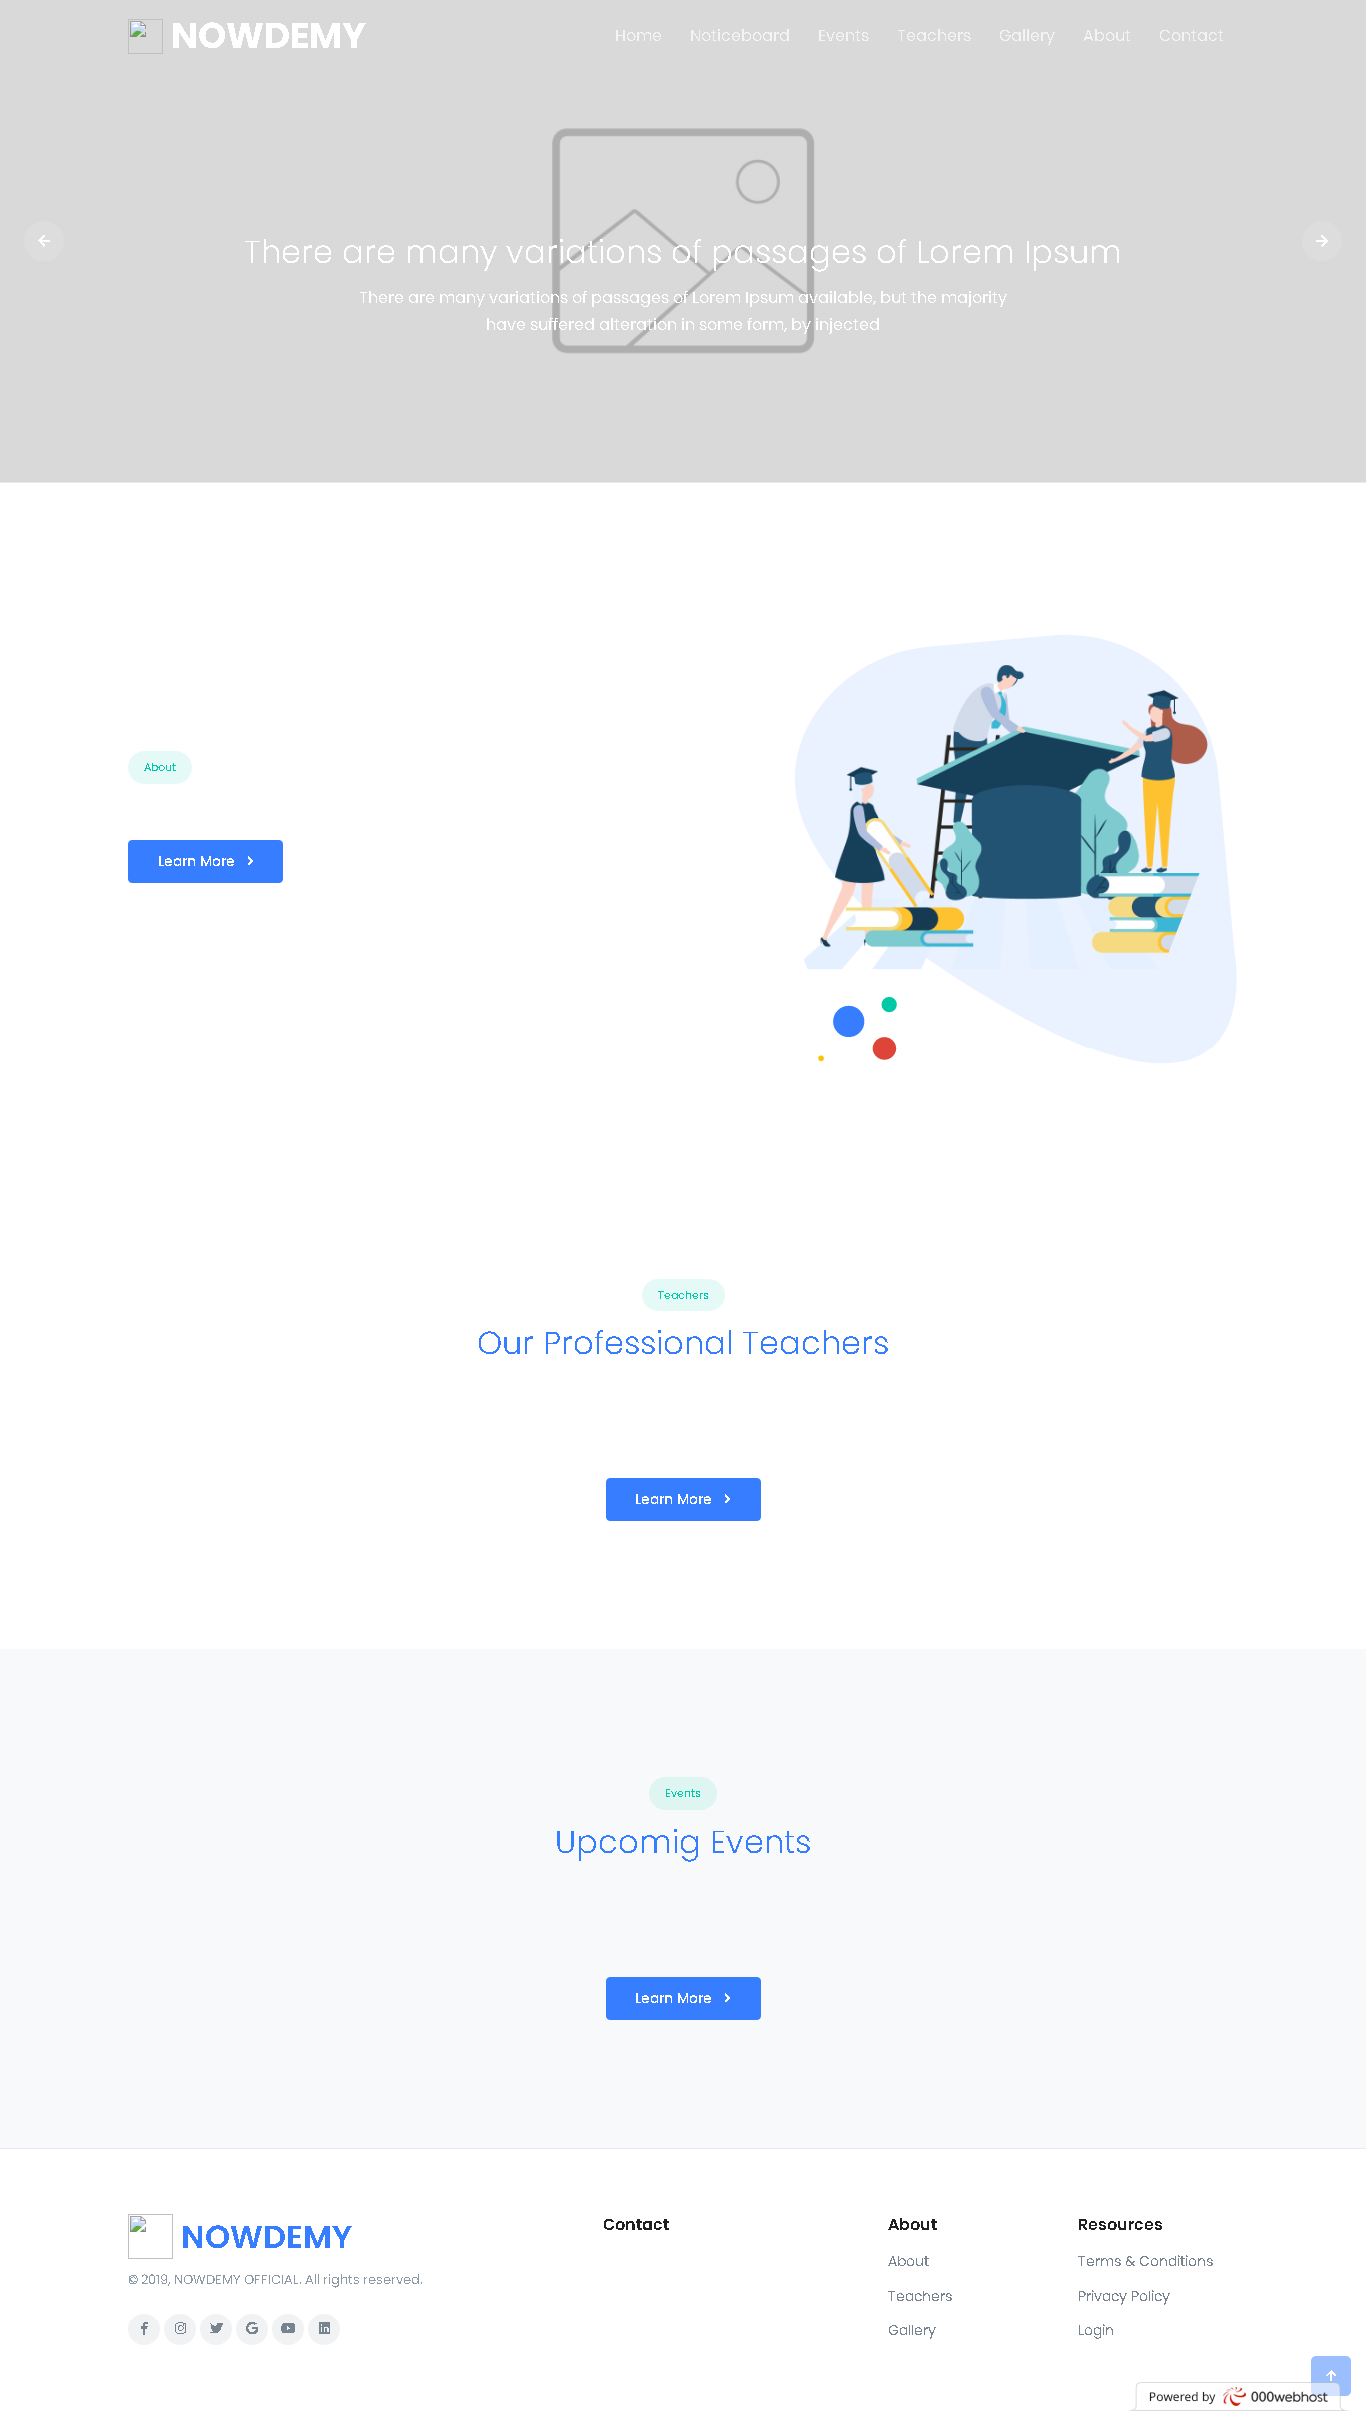 NOWDEMY
Home Noticeboard Events Teachers Gallery About Contact
There are many variations of passages of Lorem Ipsum
There are many variations of passages of Lorem Ipsum available, but the majority
have suffered alteration in some form, by injected
About
Learn More
Teachers
Our Professional Teachers
Learn More
Events
Upcomig Events
Learn More
NOWDEMY
© 2019, NOWDEMY OFFICIAL. All rights reserved.
Contact
About
About
Teachers
Gallery
Resources
Terms & Conditions
Privacy Policy
Login
Powered by 000webhost